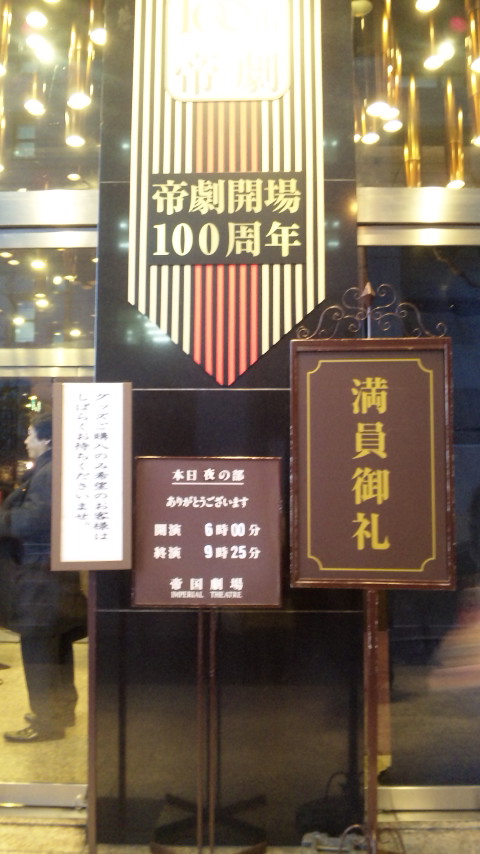 帝劇
帝劇開場
100周年
グッズご購入のみ希望のお客様は
しばらくお待ちくださいませ。
本日 夜の部
ありがとうございます
開演 6時00分
終演 9時25分
帝国劇場
IMPERIAL THEATRE
満員御礼